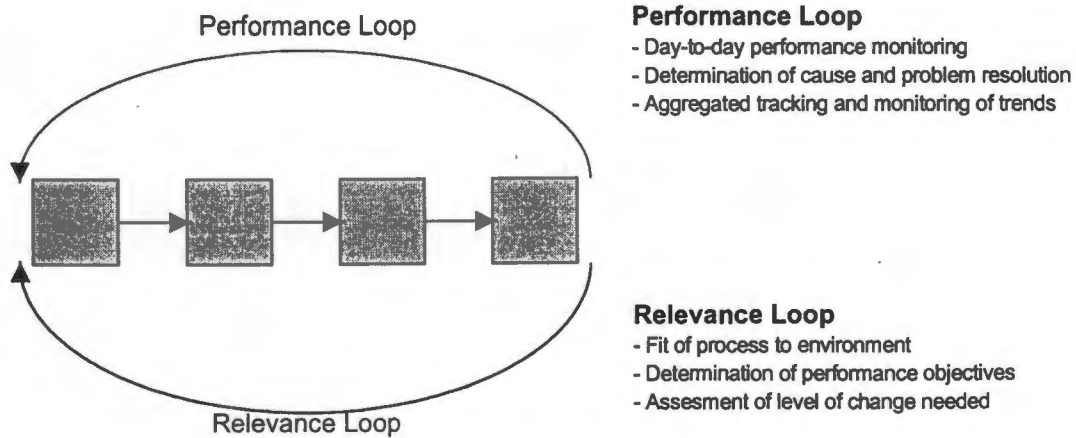 Performance Loop
Performance Loop
- Day-to-day performance monitoring
- Determination of cause and problem resolution
- Aggregated tracking and monitoring of trends
Relevance Loop
- Fit of process to environment
- Determination of performance objectives
- Assesment of level of change needed
Relevance Loop